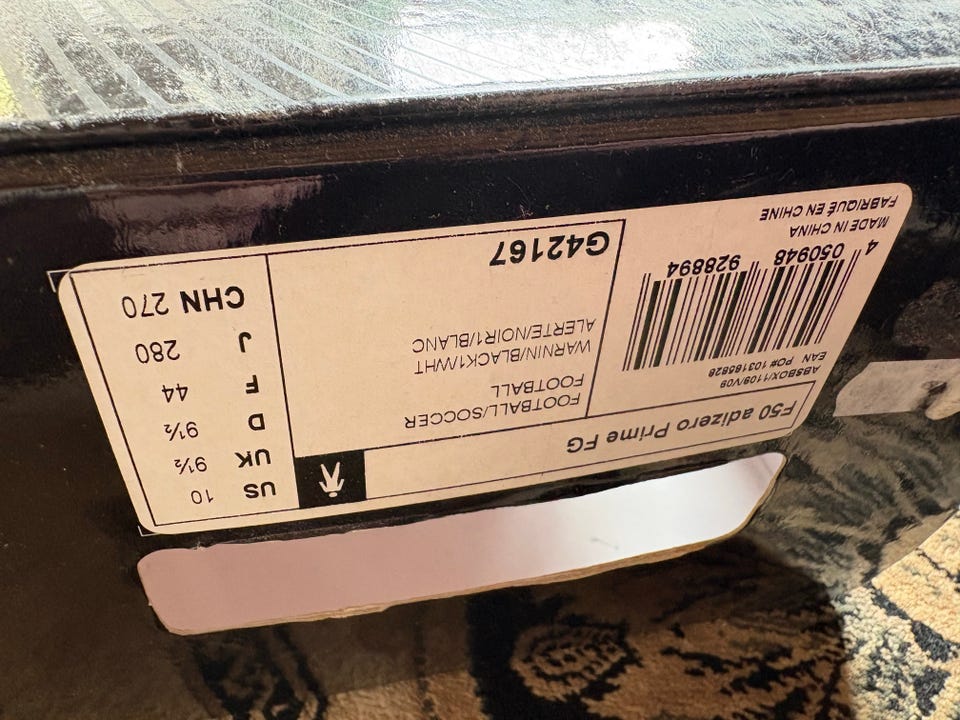 F50 adizero Prime FG
ABSBOX/1109/V09
EAN PO# 103165828
4 050948 928894
MADE IN CHINA
FABRIQUÉ EN CHINE
FOOTBALL/SOCCER
FOOTBALL
WARNIN/BLACK1/WHT
ALERTE/NOIR1/BLANC
G42167
US 10
UK 9½
D 9½
F 44
J 280
CHN 270